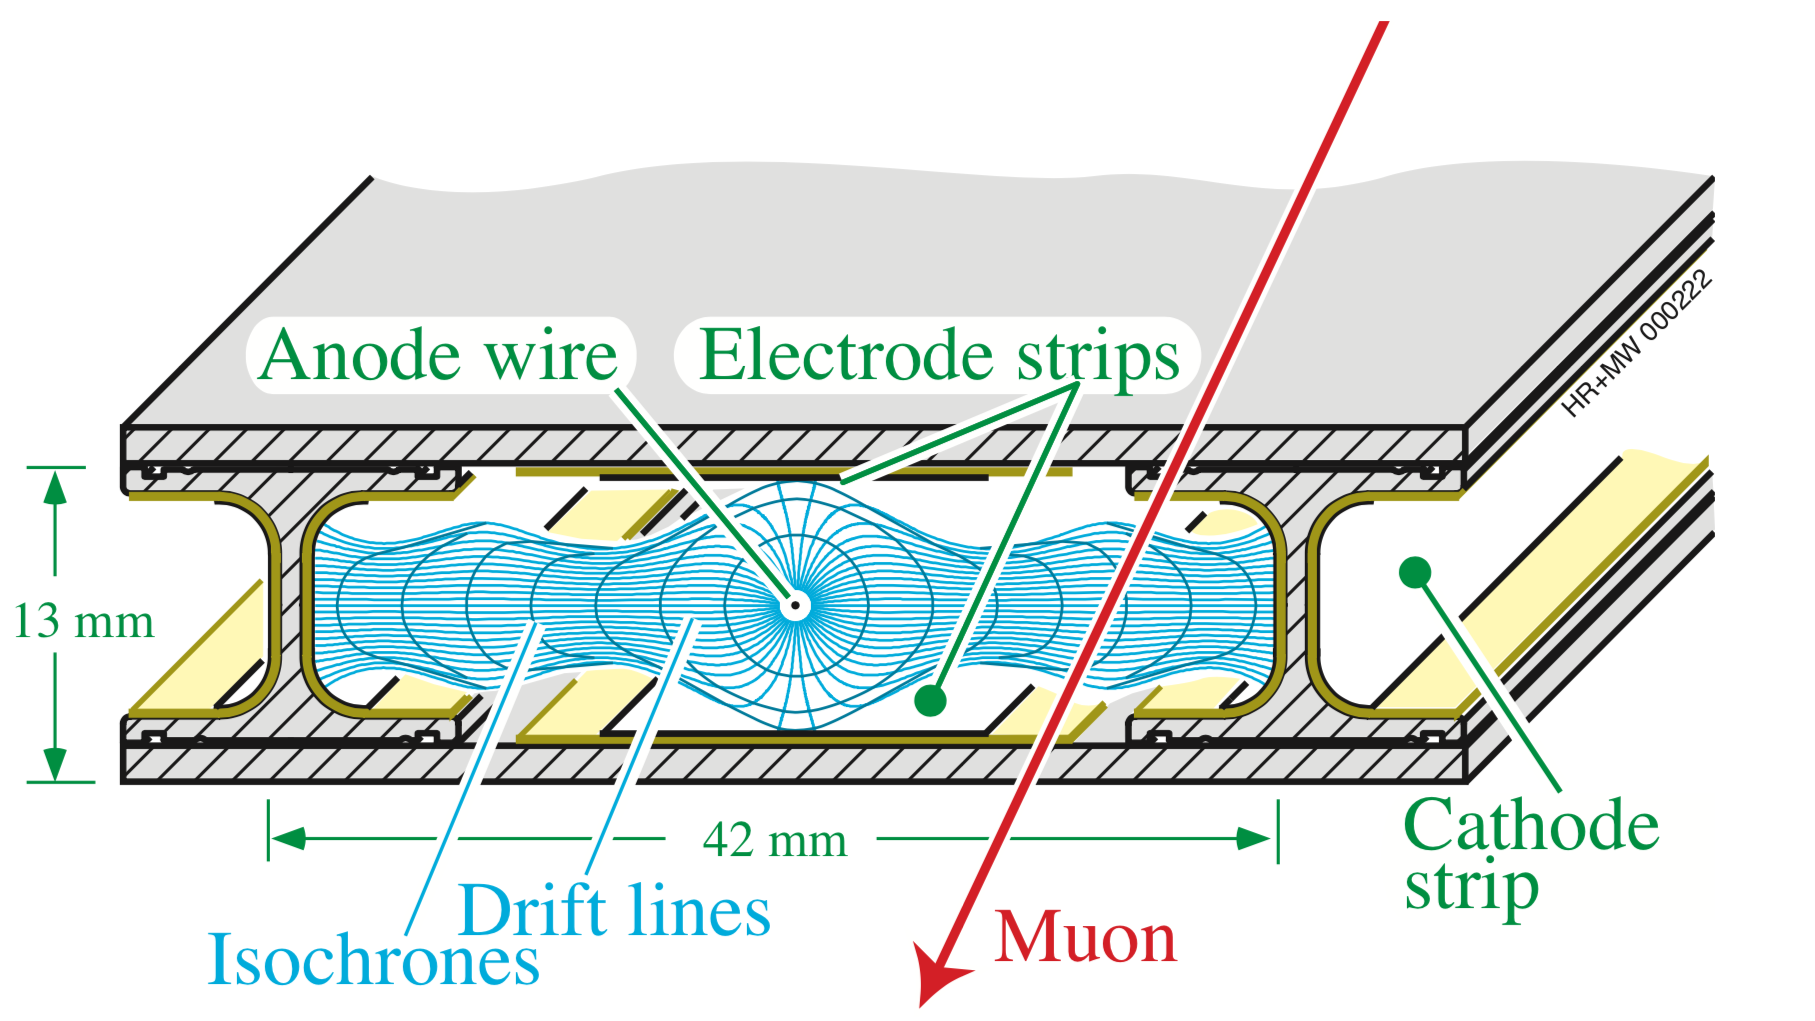 HR+MW 000222
Anode wire
Electrode strips
13 mm
42 mm
Cathode
strip
Drift lines
Isochrones
Muon